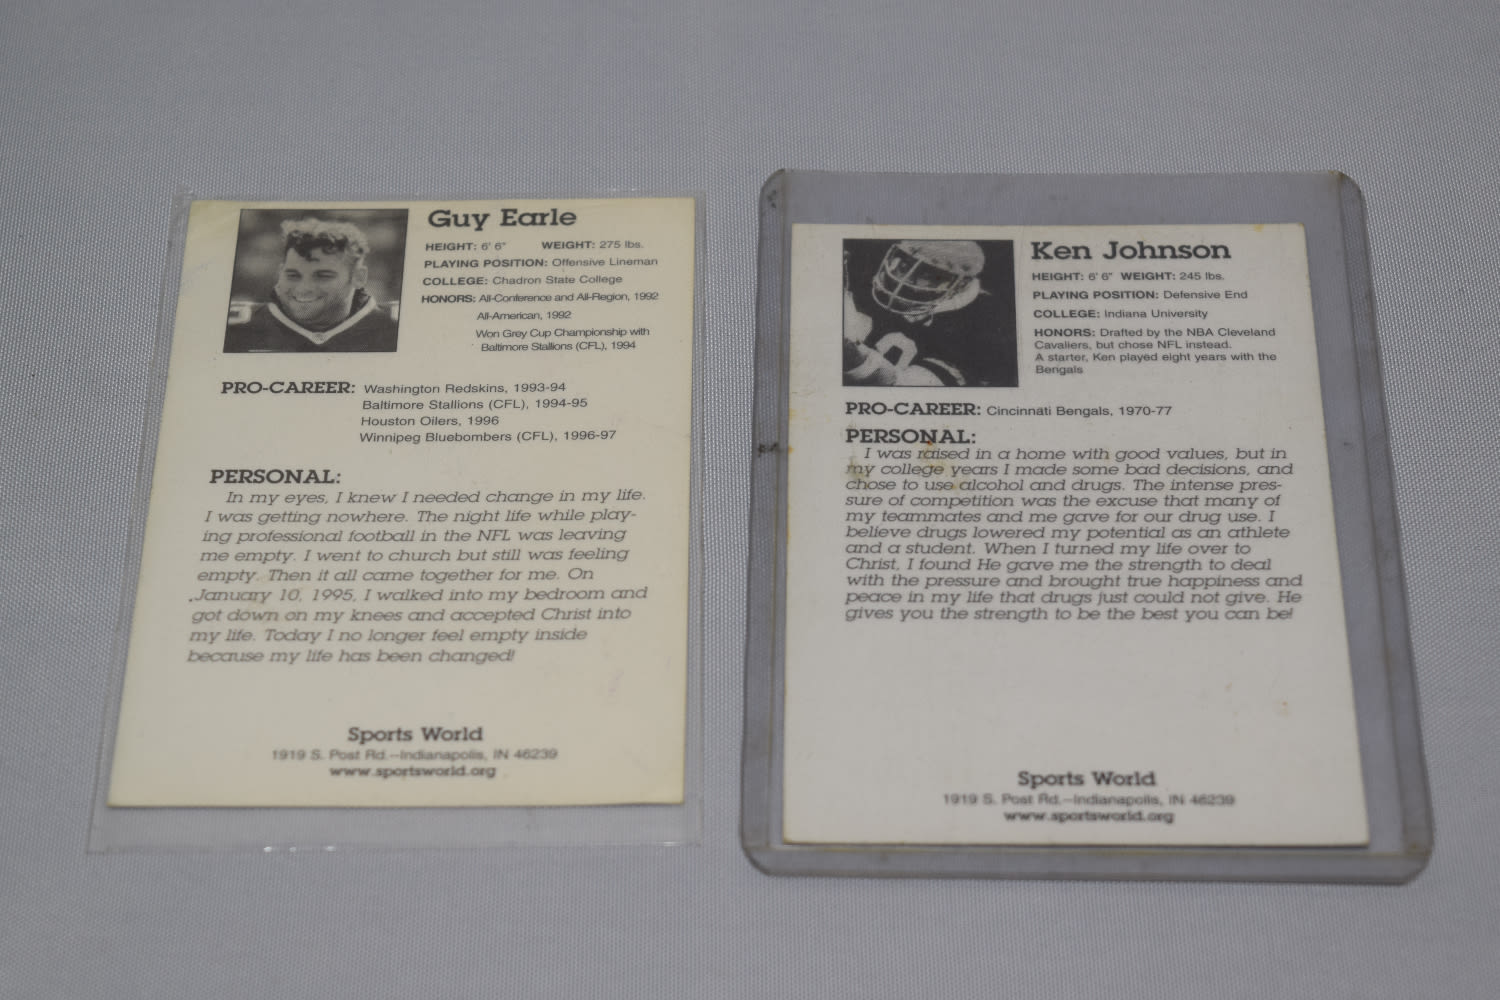 Guy Earle
HEIGHT: 6' 6" WEIGHT: 275 lbs.
PLAYING POSITION: Offensive Lineman
COLLEGE: Chadron State College
HONORS: All-Conference and All-Region, 1992
All-American, 1992
Won Grey Cup Championship with
Baltimore Stallions (CFL), 1994
PRO-CAREER: Washington Redskins, 1993-94
Baltimore Stallions (CFL), 1994-95
Houston Oilers, 1996
Winnipeg Bluebombers (CFL), 1996-97
PERSONAL:
In my eyes, I knew I needed change in my life.
I was getting nowhere. The night life while play-
ing professional football in the NFL was leaving
me empty. I went to church but still was feeling
empty. Then it all came together for me. On
January 10, 1995, I walked into my bedroom and
got down on my knees and accepted Christ into
my life. Today I no longer feel empty inside
because my life has been changed!
Sports World
1919 S. Post Rd.--Indianapolis, IN 46239
www.sportsworld.org
Ken Johnson
HEIGHT: 6' 6" WEIGHT: 245 lbs.
PLAYING POSITION: Defensive End
COLLEGE: Indiana University
HONORS: Drafted by the NBA Cleveland
Cavaliers, but chose NFL instead.
A starter, Ken played eight years with the
Bengals
PRO-CAREER: Cincinnati Bengals, 1970-77
PERSONAL:
I was raised in a home with good values, but in
my college years I made some bad decisions, and
chose to use alcohol and drugs. The intense pres-
sure of competition was the excuse that many of
my teammates and me gave for our drug use. I
believe drugs lowered my potential as an athlete
and a student. When I turned my life over to
Christ, I found He gave me the strength to deal
with the pressure and brought true happiness and
peace in my life that drugs just could not give. He
gives you the strength to be the best you can be!
Sports World
1919 S. Post Rd.--Indianapolis, IN 46239
www.sportsworld.org